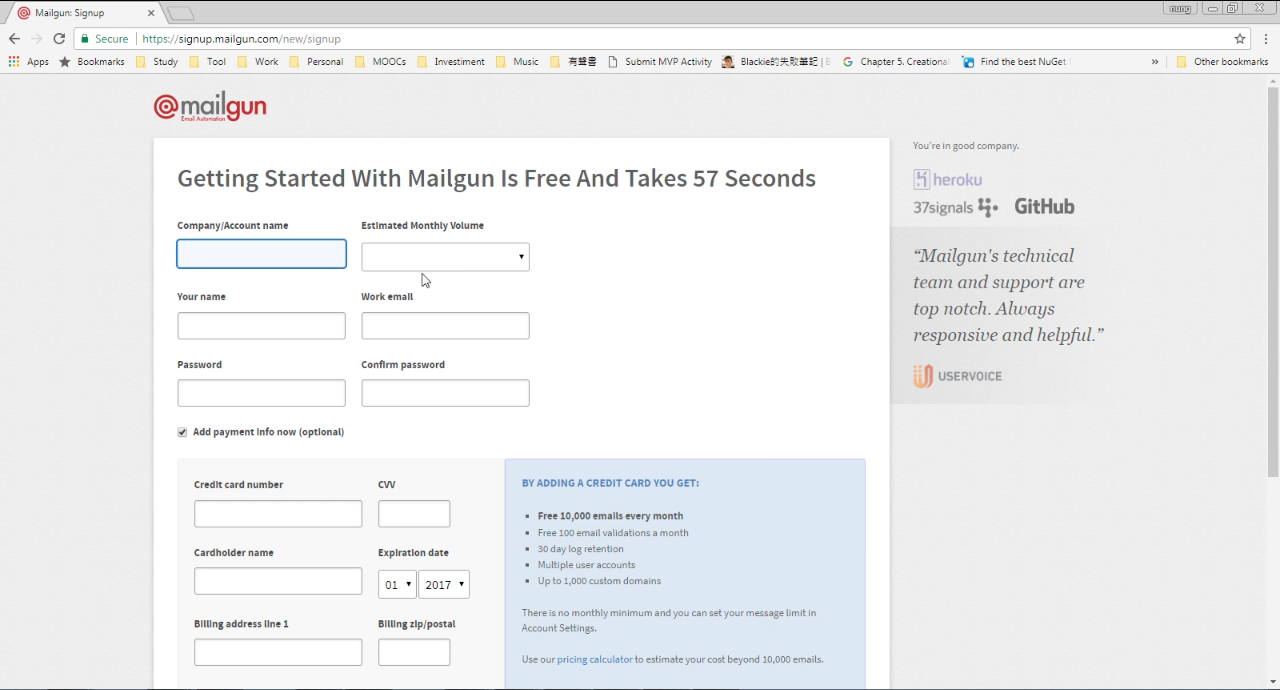 Mailgun: Signup
Secure https://signup.mailgun.com/new/signup
Apps Bookmarks Study Tool Work Personal MOOCs Investiment Music 有聲書 Submit MVP Activity Blackie的失敗筆記 | Chapter 5. Creational Find the best NuGet » Other bookmarks
@mailgun
Email Automation
Getting Started With Mailgun Is Free And Takes 57 Seconds
Company/Account name Estimated Monthly Volume
Your name Work email
Password Confirm password
Add payment info now (optional)
Credit card number CVV
Cardholder name Expiration date
01 2017
Billing address line 1 Billing zip/postal
BY ADDING A CREDIT CARD YOU GET:
Free 10,000 emails every month
Free 100 email validations a month
30 day log retention
Multiple user accounts
Up to 1,000 custom domains
There is no monthly minimum and you can set your message limit in
Account Settings.
Use our pricing calculator to estimate your cost beyond 10,000 emails.
You're in good company.
heroku
37signals GitHub
“Mailgun's technical
team and support are
top notch. Always
responsive and helpful.”
USERVOICE